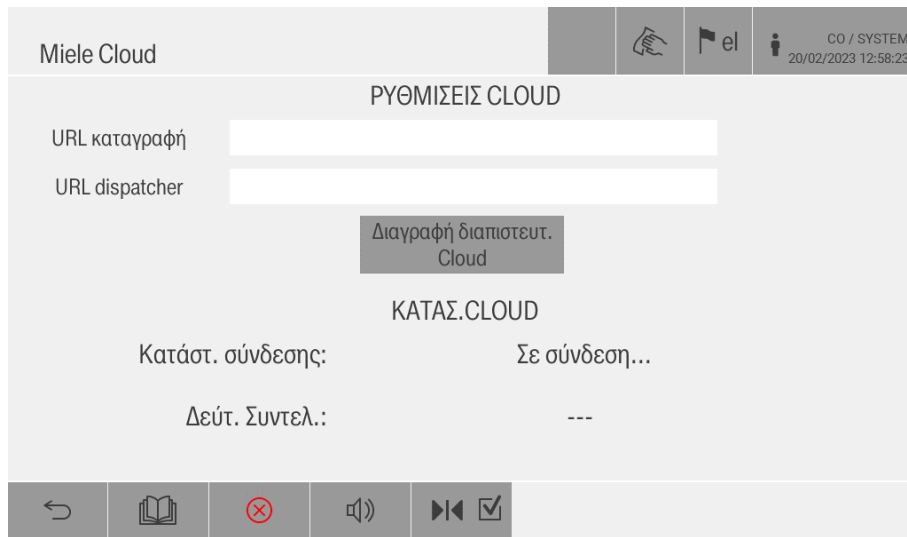 Miele Cloud
el
CO / SYSTEM
20/02/2023 12:58:23
ΡΥΘΜΙΣΕΙΣ CLOUD
URL καταγραφή
URL dispatcher
Διαγραφή διαπιστευτ.
Cloud
ΚΑΤΑΣ.CLOUD
Κατάστ. σύνδεσης: Σε σύνδεση...
Δεύτ. Συντελ.: ---